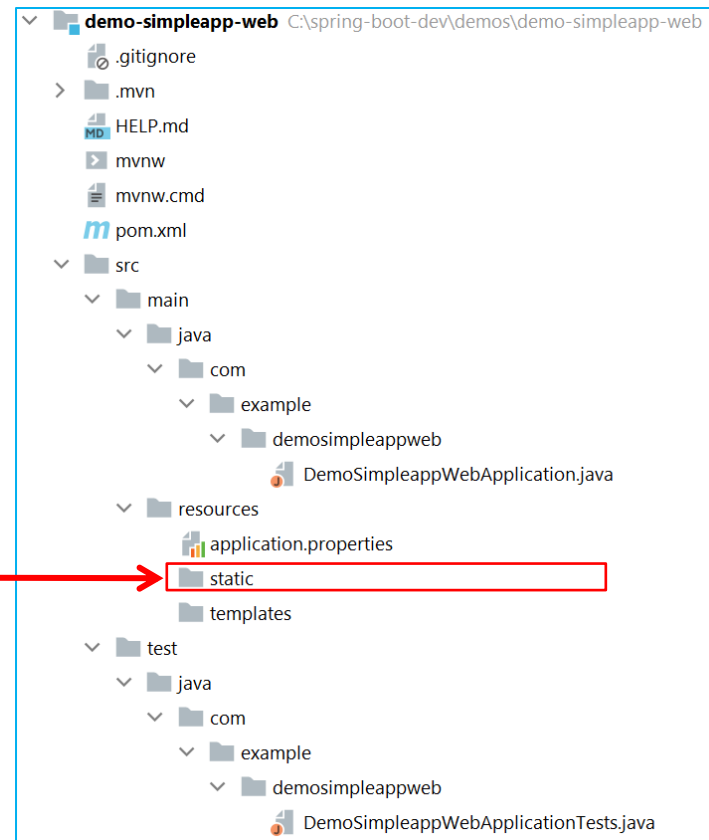 demo-simpleapp-web C:\spring-boot-dev\demos\demo-simpleapp-web
.gitignore
.mvn
MD HELP.md
mvnw
mvnw.cmd
m pom.xml
src
main
java
com
example
demosimpleappweb
J DemoSimpleappWebApplication.java
resources
application.properties
static
templates
test
java
com
example
demosimpleappweb
J DemoSimpleappWebApplicationTests.java